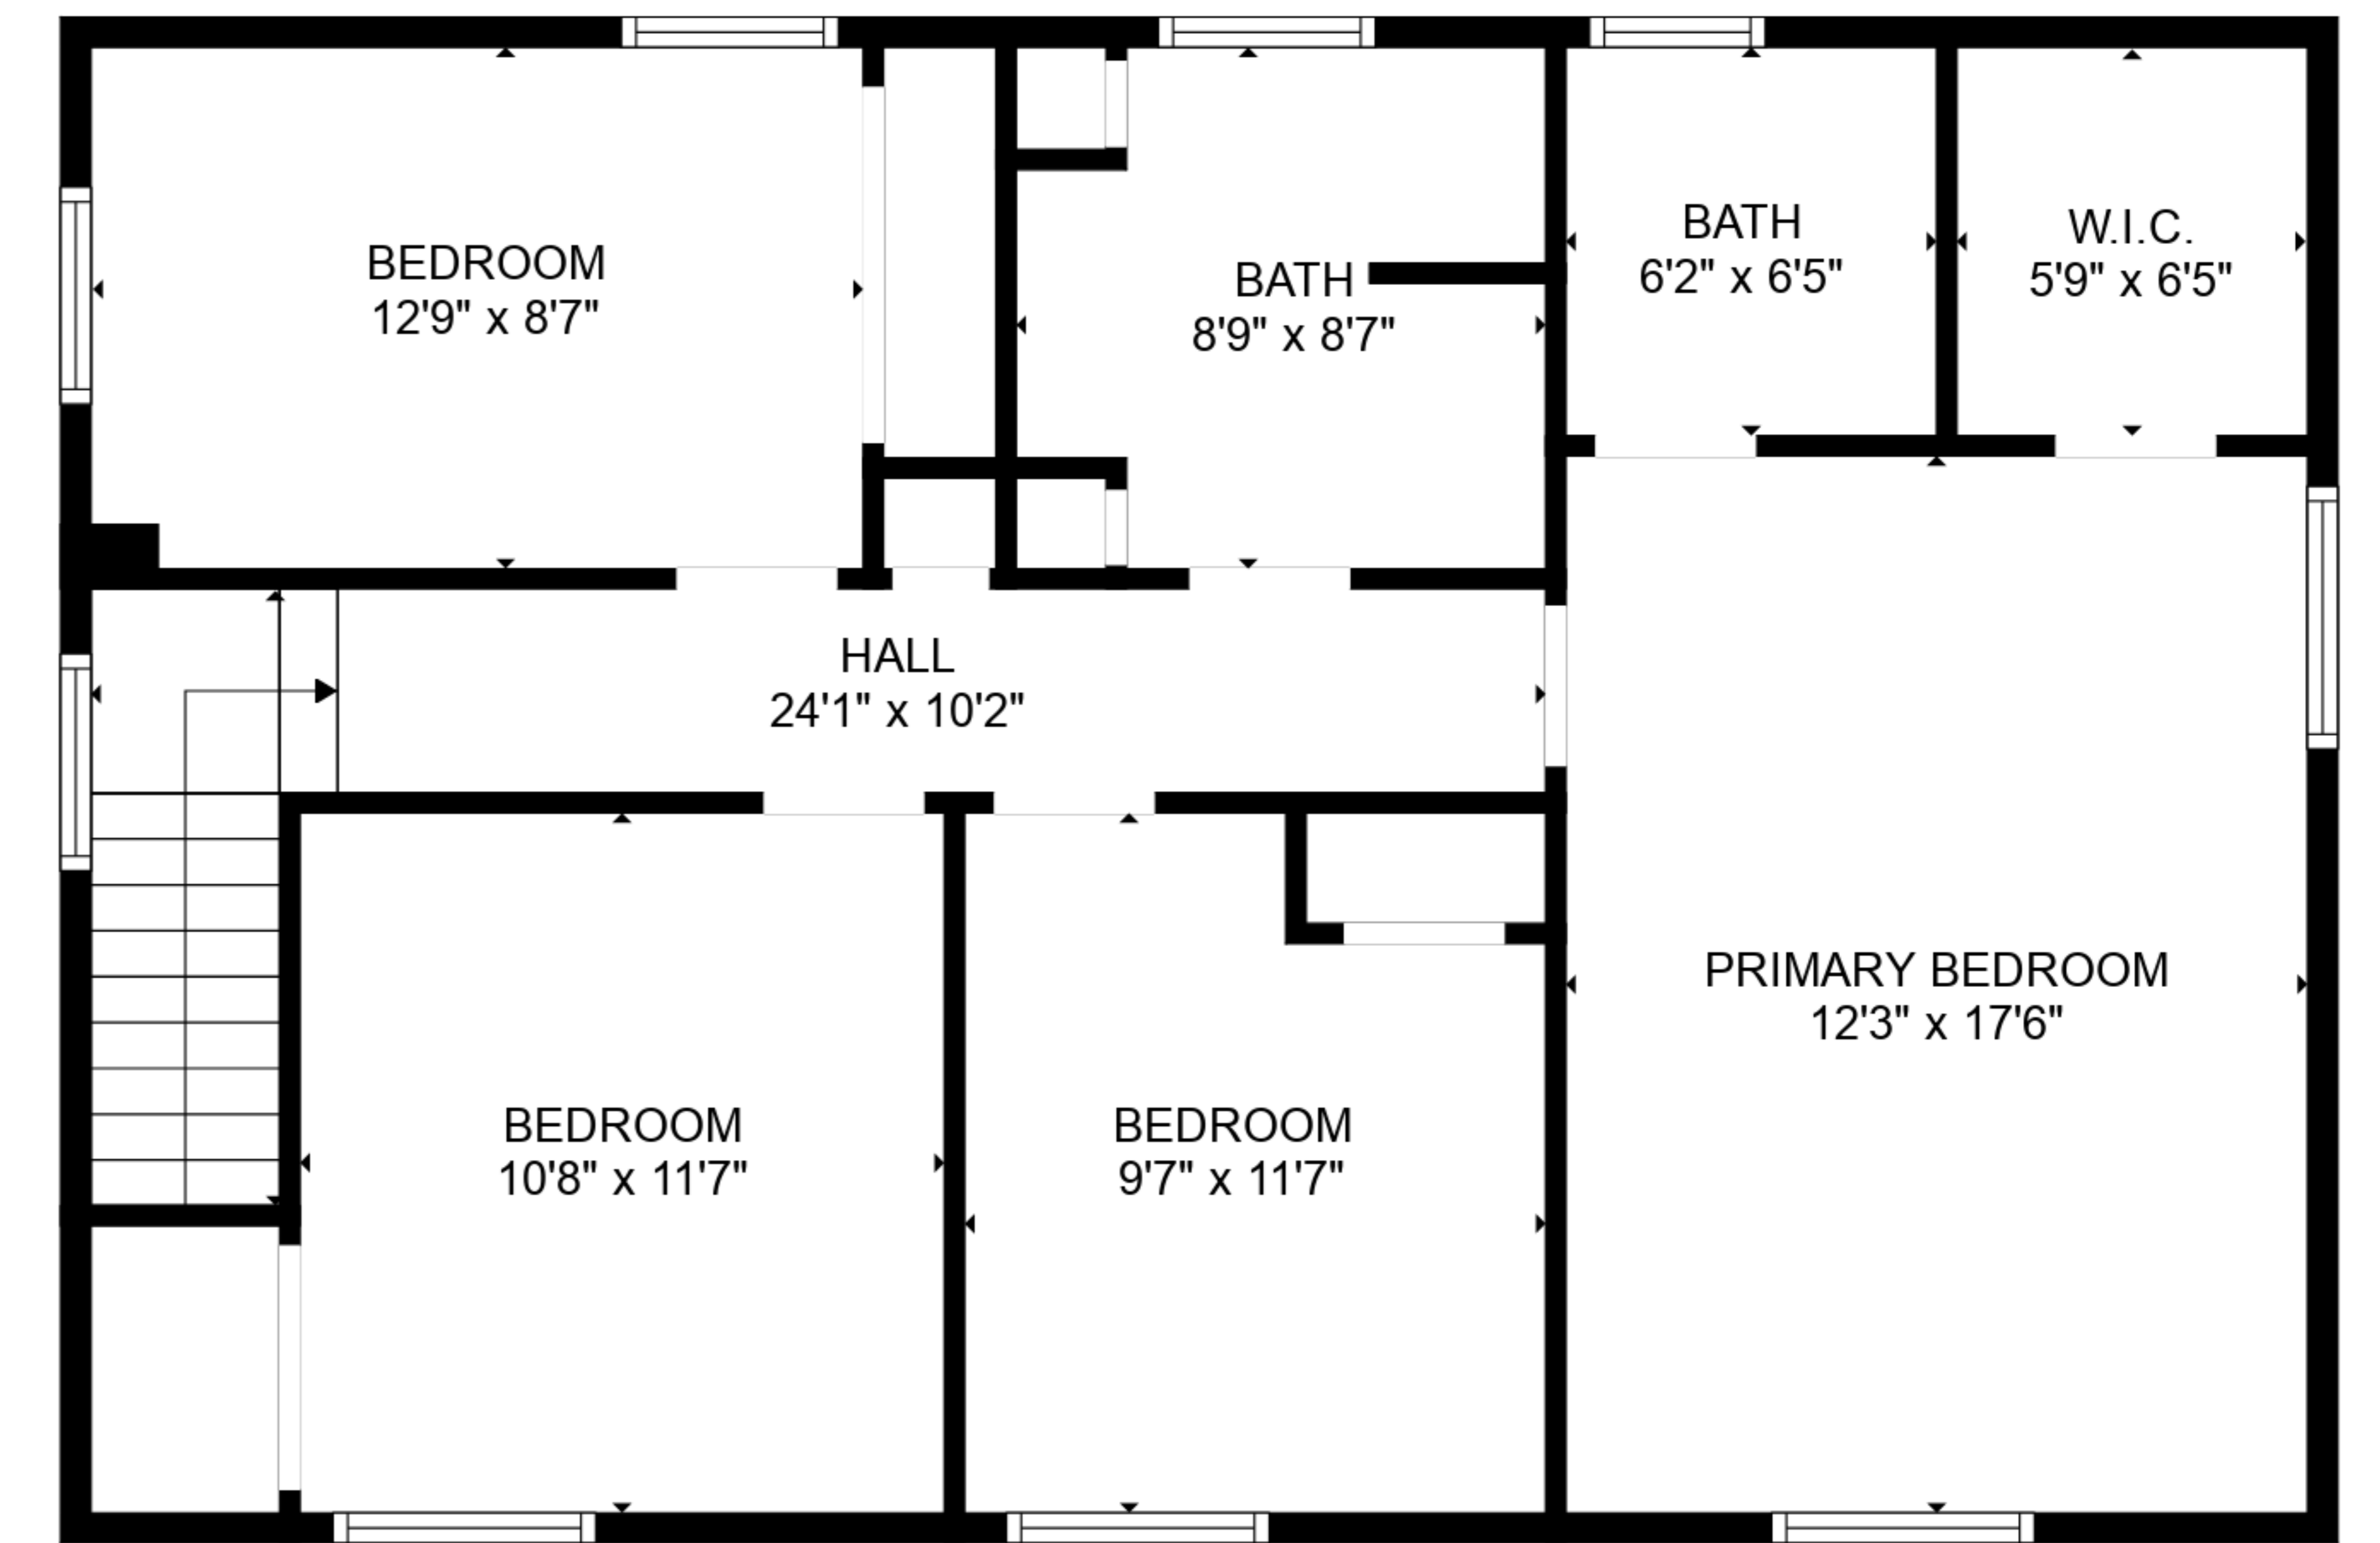 BEDROOM
12'9" x 8'7"
BATH
8'9" x 8'7"
BATH
6'2" x 6'5"
W.I.C.
5'9" x 6'5"
HALL
24'1" x 10'2"
PRIMARY BEDROOM
12'3" x 17'6"
BEDROOM
10'8" x 11'7"
BEDROOM
9'7" x 11'7"